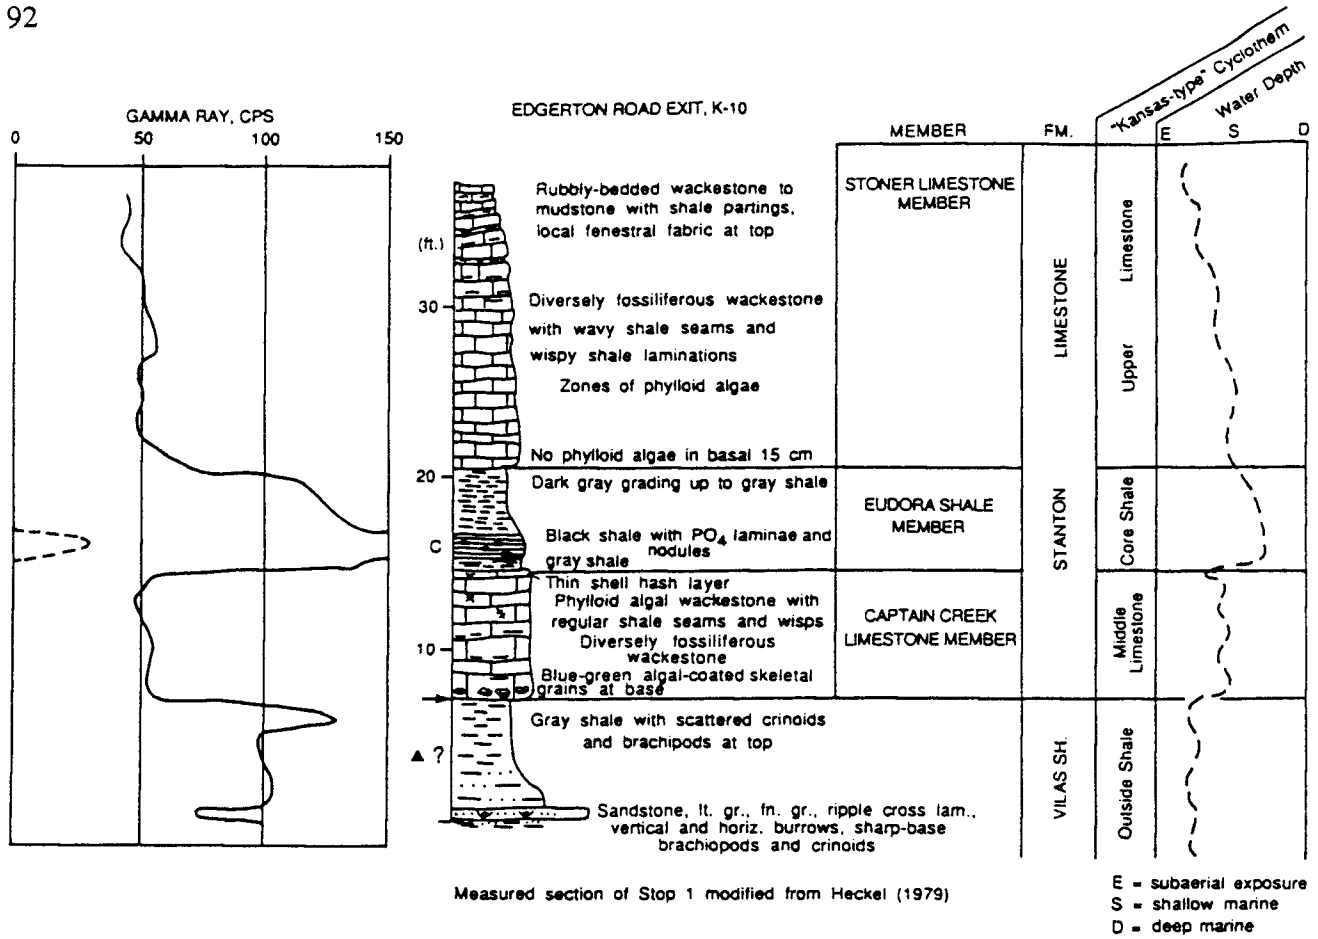 92
GAMMA RAY, CPS
0 50 100 150
EDGERTON ROAD EXIT, K-10
MEMBER
FM.
"Kansas-type" Cyclothem
Water Depth
E S D
(ft.)
30
20
C
10
▲ ?
Rubbly-bedded wackestone to
mudstone with shale partings,
local fenestral fabric at top
Diversely fossiliferous wackestone
with wavy shale seams and
wispy shale laminations
Zones of phylloid algae
No phylloid algae in basal 15 cm
Dark gray grading up to gray shale
Black shale with PO4 laminae and
nodules
gray shale
Thin shell hash layer
Phylloid algal wackestone with
regular shale seams and wisps
Diversely fossiliferous
wackestone
Blue-green algal-coated skeletal
grains at base
Gray shale with scattered crinoids
and brachipods at top
Sandstone, lt. gr., fn. gr., ripple cross lam.,
vertical and horiz. burrows, sharp-base
brachiopods and crinoids
STONER LIMESTONE
MEMBER
EUDORA SHALE
MEMBER
CAPTAIN CREEK
LIMESTONE MEMBER
STANTON LIMESTONE
VILAS SH.
Upper Limestone
Core Shale
Middle
Limestone
Outside Shale
Measured section of Stop 1 modified from Heckel (1979)
E = subaerial exposure
S = shallow marine
D = deep marine